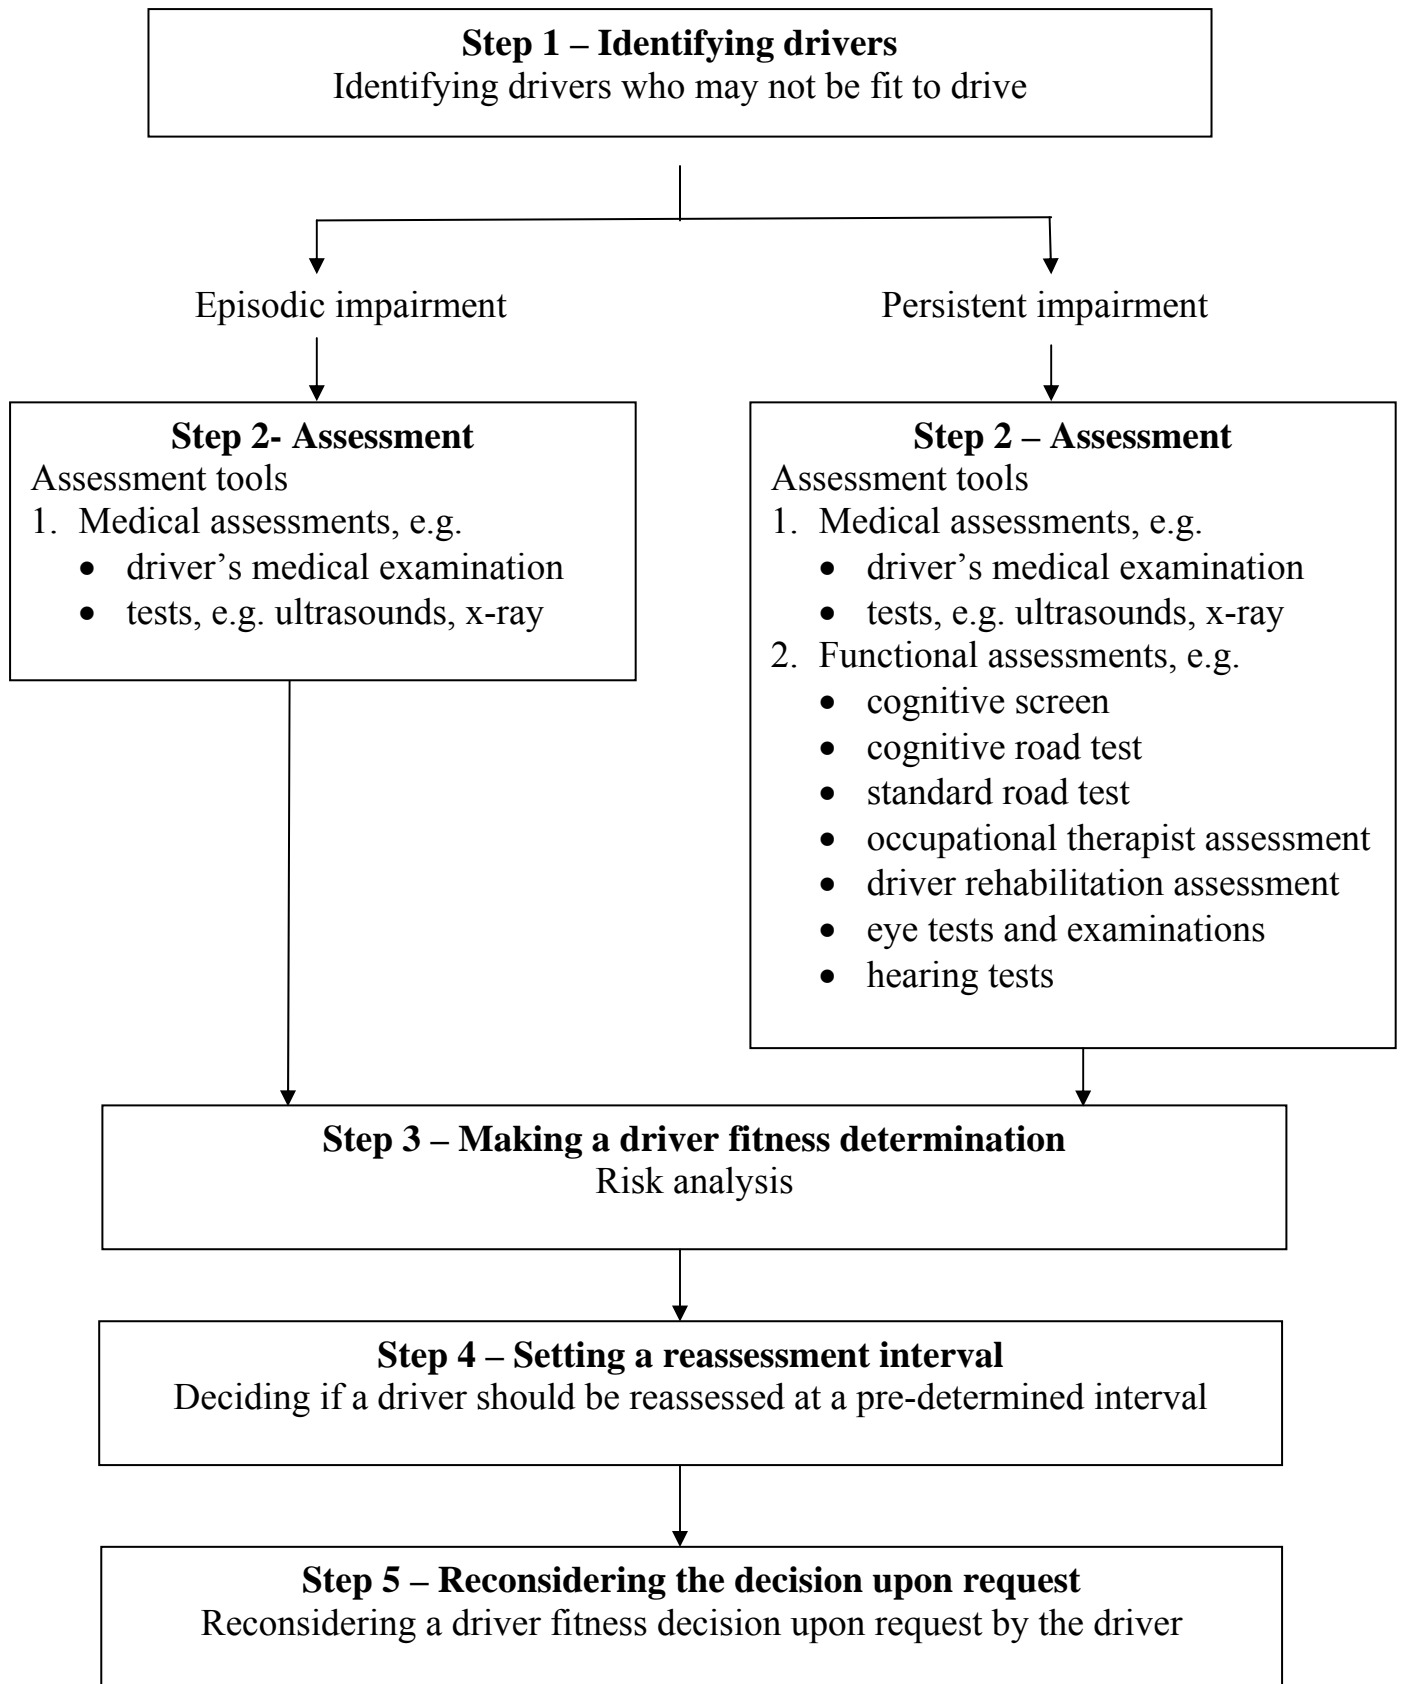 Step 1 – Identifying drivers
Identifying drivers who may not be fit to drive
Episodic impairment
Persistent impairment
Step 2- Assessment
Assessment tools
1. Medical assessments, e.g.
• driver’s medical examination
• tests, e.g. ultrasounds, x-ray
Step 2 – Assessment
Assessment tools
1. Medical assessments, e.g.
• driver’s medical examination
• tests, e.g. ultrasounds, x-ray
2. Functional assessments, e.g.
• cognitive screen
• cognitive road test
• standard road test
• occupational therapist assessment
• driver rehabilitation assessment
• eye tests and examinations
• hearing tests
Step 3 – Making a driver fitness determination
Risk analysis
Step 4 – Setting a reassessment interval
Deciding if a driver should be reassessed at a pre-determined interval
Step 5 – Reconsidering the decision upon request
Reconsidering a driver fitness decision upon request by the driver